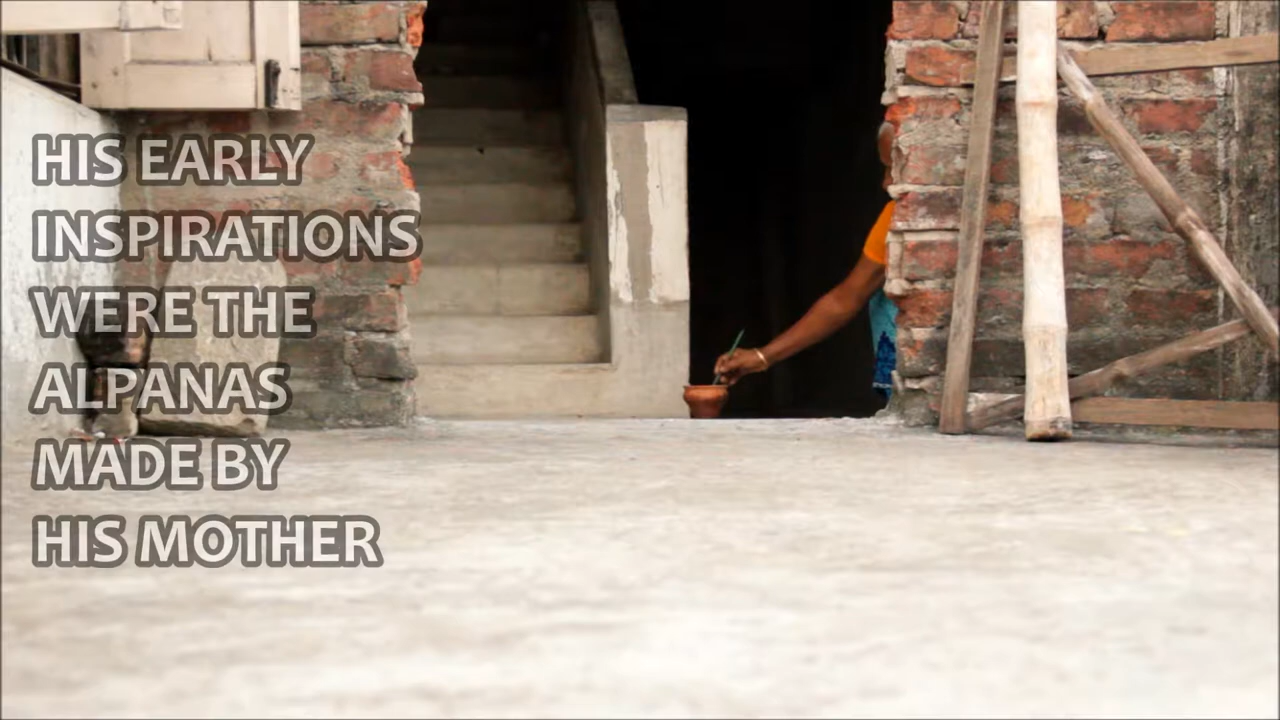 HIS EARLY
INSPIRATIONS
WERE THE
ALPANAS
MADE BY
HIS MOTHER